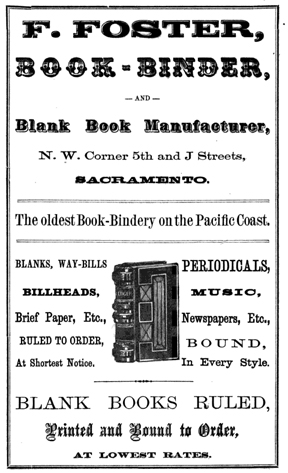 F. FOSTER,
BOOK-BINDER,
— AND —
Blank Book Manufacturer,
N. W. Corner 5th and J Streets,
SACRAMENTO.
The oldest Book-Bindery on the Pacific Coast.
BLANKS, WAY-BILLS
BILLHEADS,
Brief Paper, Etc.,
RULED TO ORDER,
At Shortest Notice.
PERIODICALS,
MUSIC,
Newspapers, Etc.,
BOUND,
In Every Style.
BLANK BOOKS RULED,
Printed and Bound to Order,
AT LOWEST RATES.